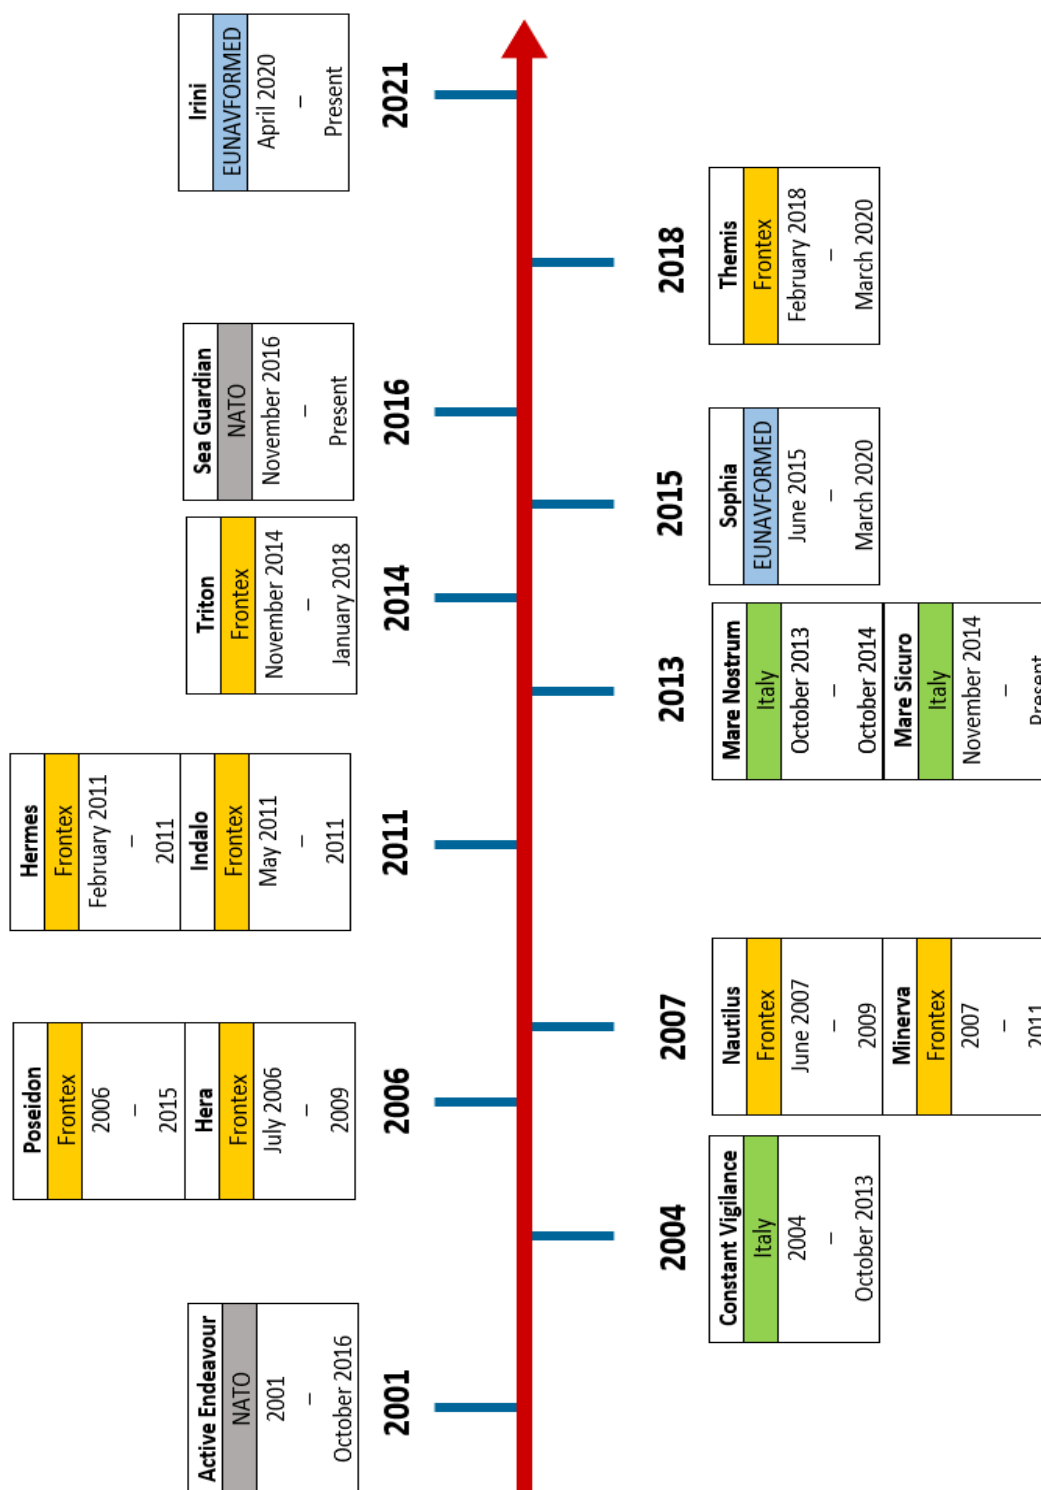 Active Endeavour
NATO
2001
–
October 2016
2001
Constant Vigilance
Italy
2004
–
October 2013
2004
Poseidon
Frontex
2006
–
2015
Hera
Frontex
July 2006
–
2009
2006
Nautilus
Frontex
June 2007
–
2009
Minerva
Frontex
2007
–
2011
2007
Hermes
Frontex
February 2011
–
2011
Indalo
Frontex
May 2011
–
2011
2011
Mare Nostrum
Italy
October 2013
–
October 2014
Mare Sicuro
Italy
November 2014
–
Present
2013
Triton
Frontex
November 2014
–
January 2018
2014
Sophia
EUNAVFORMED
June 2015
–
March 2020
2015
Sea Guardian
NATO
November 2016
–
Present
2016
Themis
Frontex
February 2018
–
March 2020
2018
Irini
EUNAVFORMED
April 2020
–
Present
2021